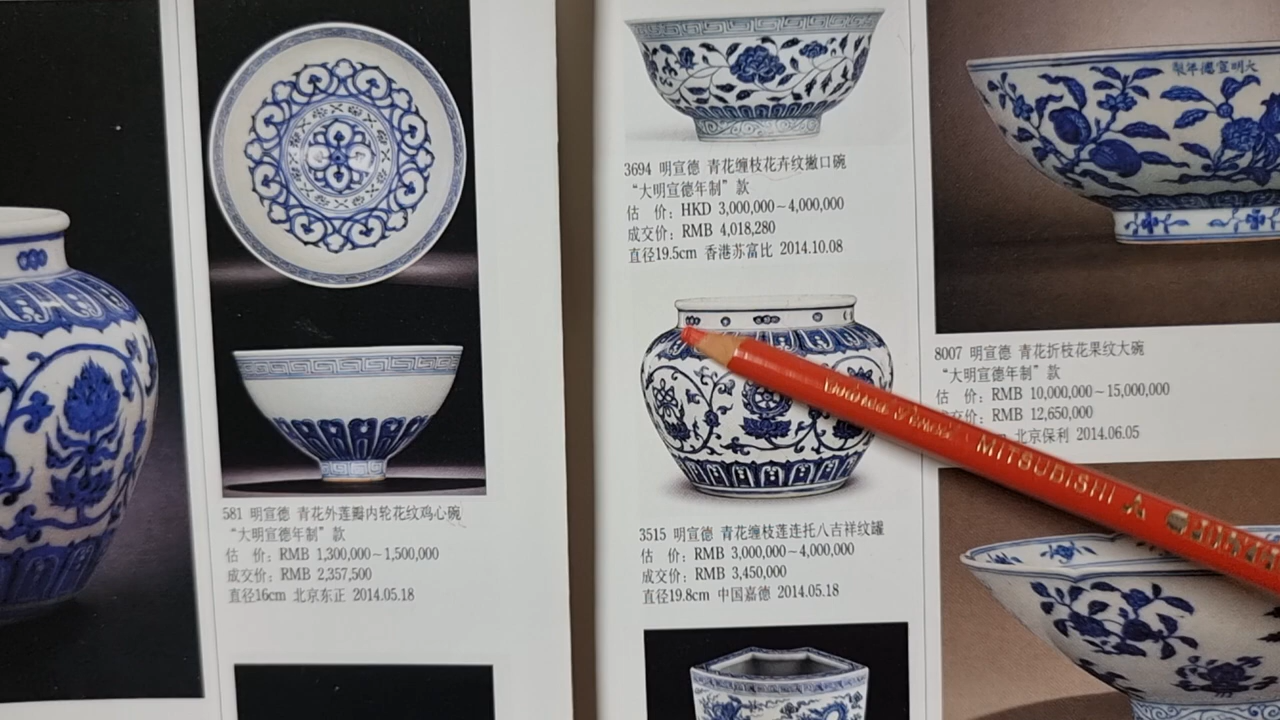 581 明宣德 青花外莲瓣内轮花纹鸡心碗
“大明宣德年制”款
估 价：RMB 1,300,000~1,500,000
成交价：RMB 2,357,500
直径16cm 北京东正 2014.05.18
3694 明宣德 青花缠枝花卉纹撇口碗
“大明宣德年制”款
估 价：HKD 3,000,000~4,000,000
成交价：RMB 4,018,280
直径19.5cm 香港苏富比 2014.10.08
3515 明宣德 青花缠枝莲连托八吉祥纹罐
估 价：RMB 3,000,000~4,000,000
成交价：RMB 3,450,000
直径19.8cm 中国嘉德 2014.05.18
製年德宣明大
8007 明宣德 青花折枝花果纹大碗
“大明宣德年制”款
估 价：RMB 10,000,000~15,000,000
交价：RMB 12,650,000
北京保利 2014.06.05
MITSUBISHI